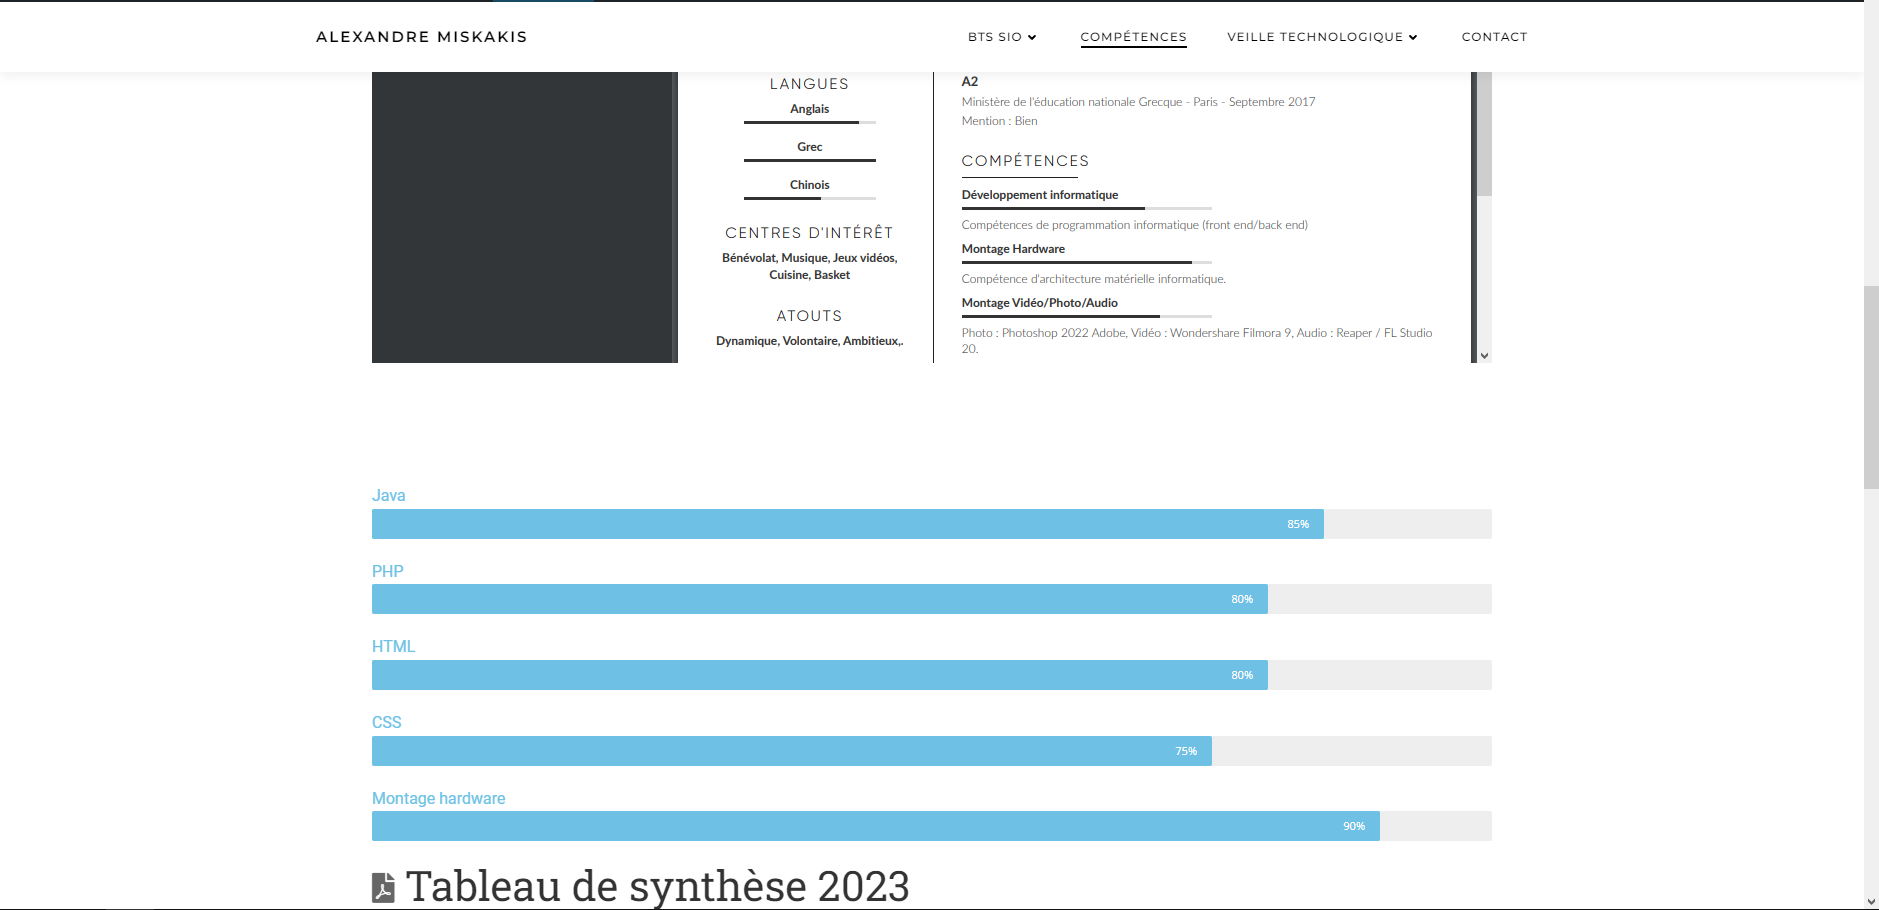 ALEXANDRE MISKAKIS
BTS SIO
COMPÉTENCES
VEILLE TECHNOLOGIQUE
CONTACT
LANGUES
Anglais
Grec
Chinois
CENTRES D'INTÉRÊT
Bénévolat, Musique, Jeux vidéos,
Cuisine, Basket
ATOUTS
Dynamique, Volontaire, Ambitieux,.
A2
Ministère de l'éducation nationale Grecque - Paris - Septembre 2017
Mention : Bien
COMPÉTENCES
Développement informatique
Compétences de programmation informatique (front end/back end)
Montage Hardware
Compétence d'architecture matérielle informatique.
Montage Vidéo/Photo/Audio
Photo : Photoshop 2022 Adobe, Vidéo : Wondershare Filmora 9, Audio : Reaper / FL Studio
20.
Java
85%
PHP
80%
HTML
80%
CSS
75%
Montage hardware
90%
Tableau de synthèse 2023